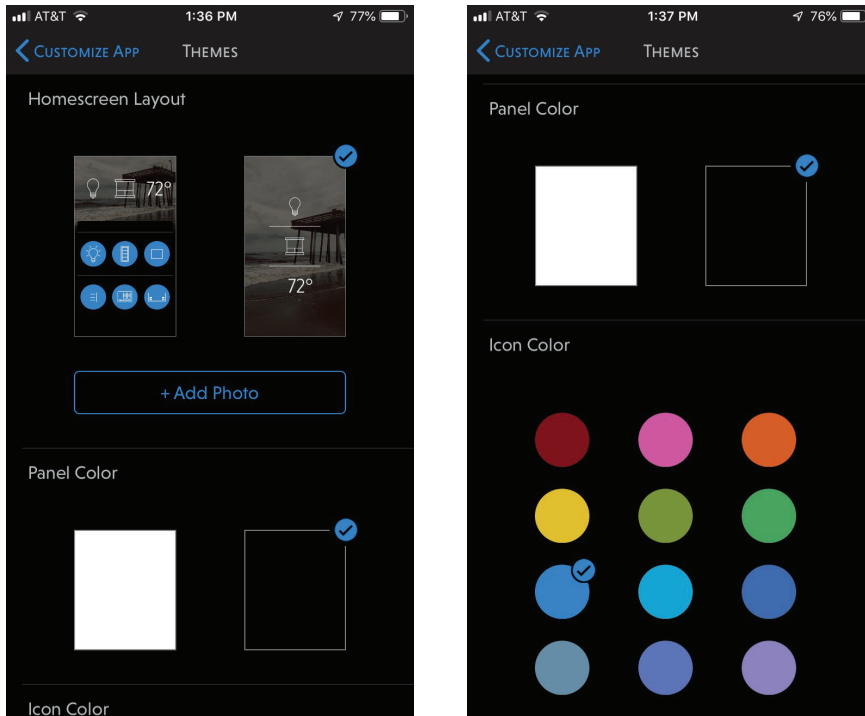 AT&T 1:36 PM 77%
Customize App Themes
Homescreen Layout
72°
72°
+ Add Photo
Panel Color
Icon Color
AT&T 1:37 PM 76%
Customize App Themes
Panel Color
Icon Color